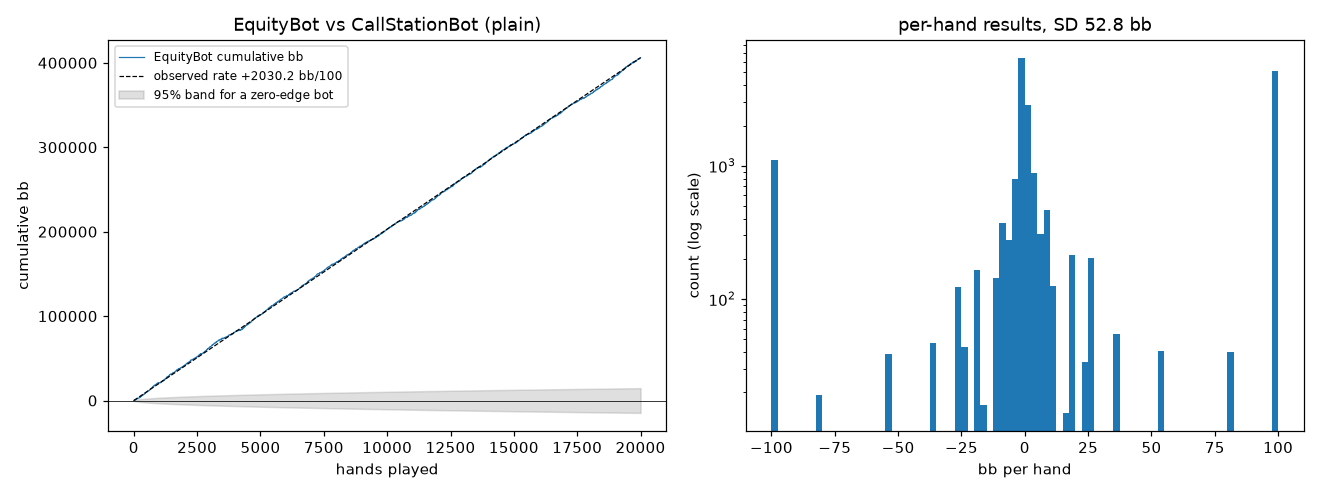 EquityBot vs CallStationBot (plain)
EquityBot cumulative bb
observed rate +2030.2 bb/100
95% band for a zero-edge bot
400000
300000
200000
100000
0
cumulative bb
0
2500
5000
7500
10000
12500
15000
17500
20000
hands played
per-hand results, SD 52.8 bb
10³
10²
count (log scale)
−100
−75
−50
−25
0
25
50
75
100
bb per hand